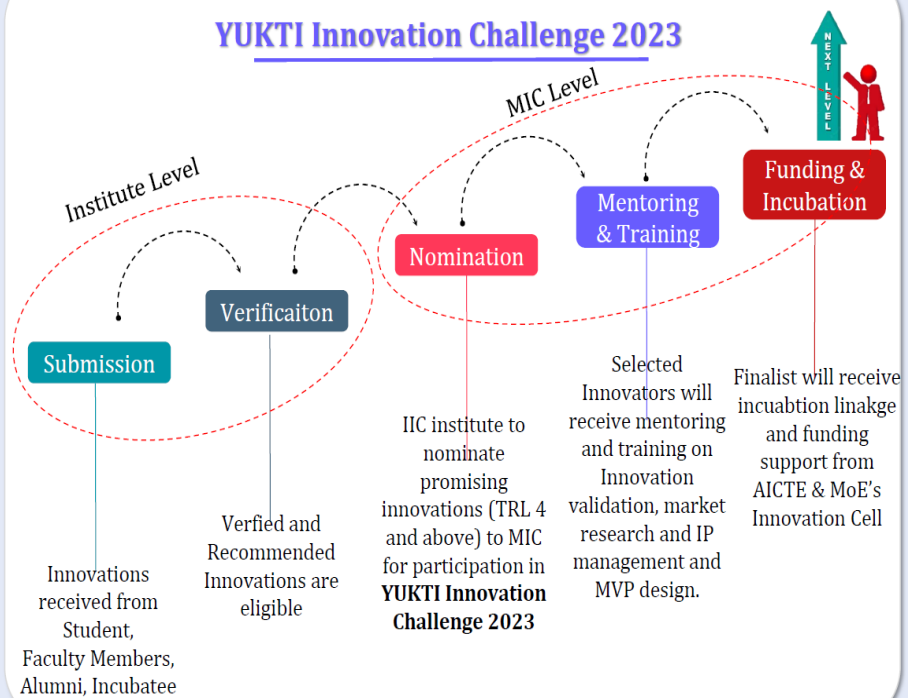 YUKTI Innovation Challenge 2023
NEXT LEVEL
MIC Level
Institute Level
Funding &
Incubation
Mentoring
& Training
Nomination
Verificaiton
Submission
Innovations
received from
Student,
Faculty Members,
Alumni, Incubatee
Verfied and
Recommended
Innovations are
eligible
IIC institute to
nominate
promising
innovations (TRL 4
and above) to MIC
for participation in
YUKTI Innovation
Challenge 2023
Selected
Innovators will
receive mentoring
and training on
Innovation
validation, market
research and IP
management and
MVP design.
Finalist will receive
incuabtion linakge
and funding
support from
AICTE & MoE's
Innovation Cell